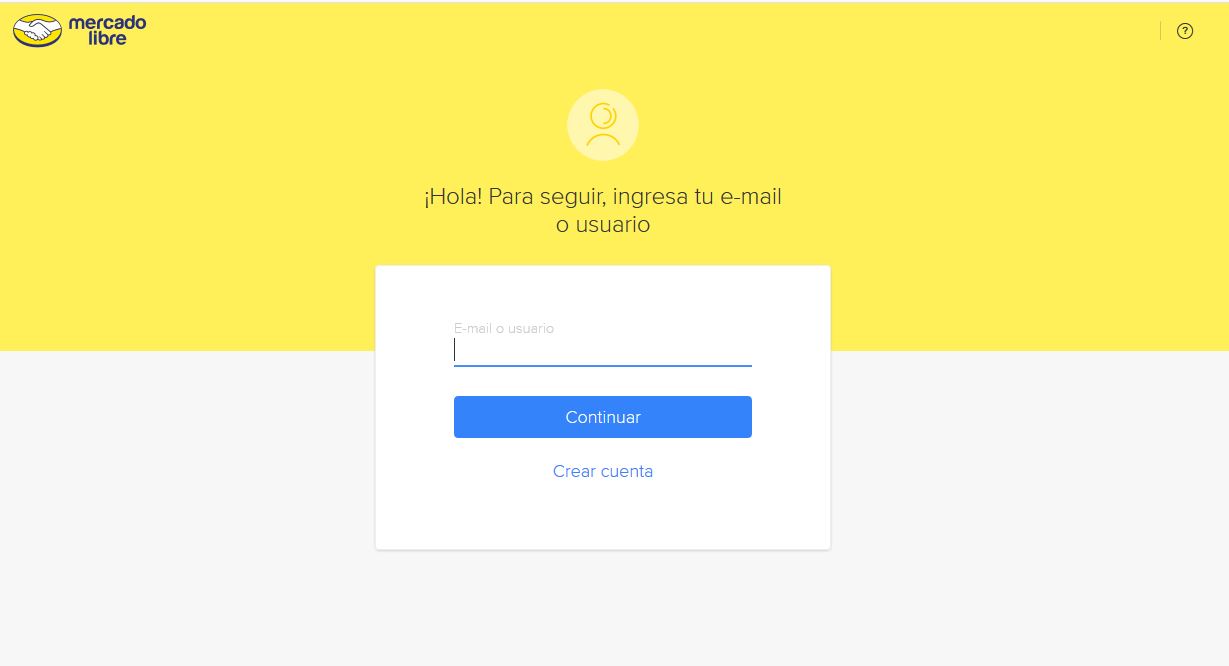 mercado
libre
?
¡Hola! Para seguir, ingresa tu e-mail
o usuario
E-mail o usuario
Continuar
Crear cuenta